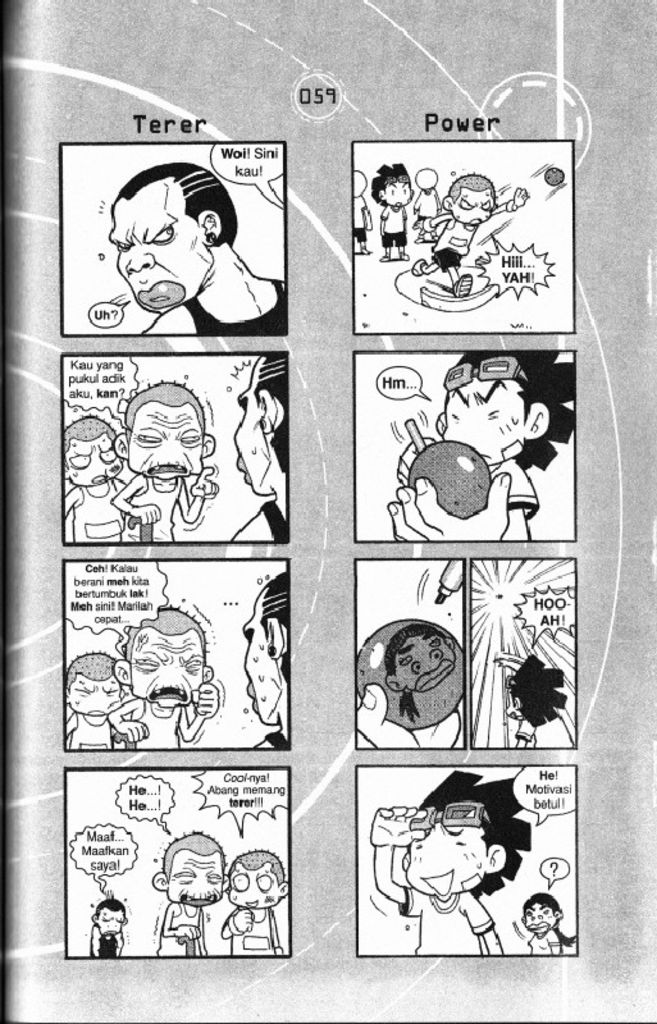 059
Terer
Woi! Sini
kau!
Uh?
Kau yang
pukul adik
aku, kan?
Ceh! Kalau
berani meh kita
bertumbuk lak!
Meh sini! Marilah
cepat...
...
He...!
He...!
Cool-nya!
Abang memang
terer!!!
Maaf...
Maafkan
saya!
Power
Hiii...
YAH!
Hm...
HOO-
AH!
He!
Motivasi
betul!
?